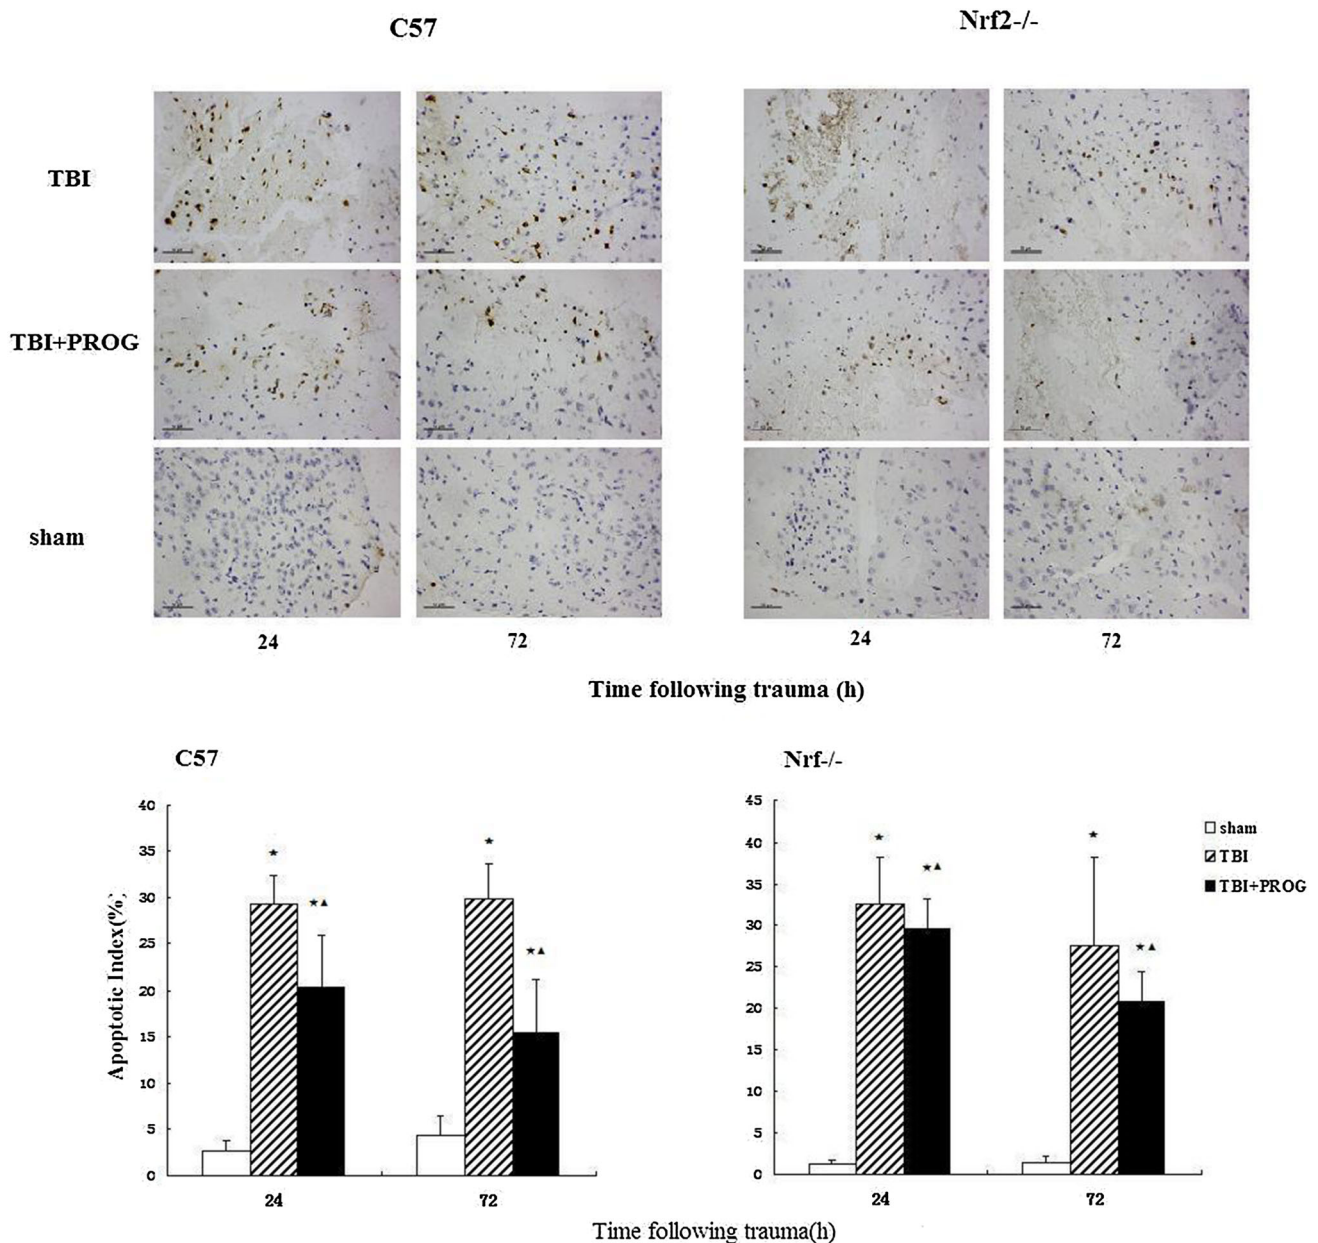 C57
Nrf2-/-
TBI
TBI+PROG
sham
24
72
24
72
Time following trauma (h)
C57
Nrf-/-
Apoptotic Index(%)
40
35
30
25
20
15
10
5
0
★
★▲
★
★▲
24
72
45
40
35
30
25
20
15
10
5
0
★
★▲
★
★▲
24
72
sham
TBI
TBI+PROG
Time following trauma(h)